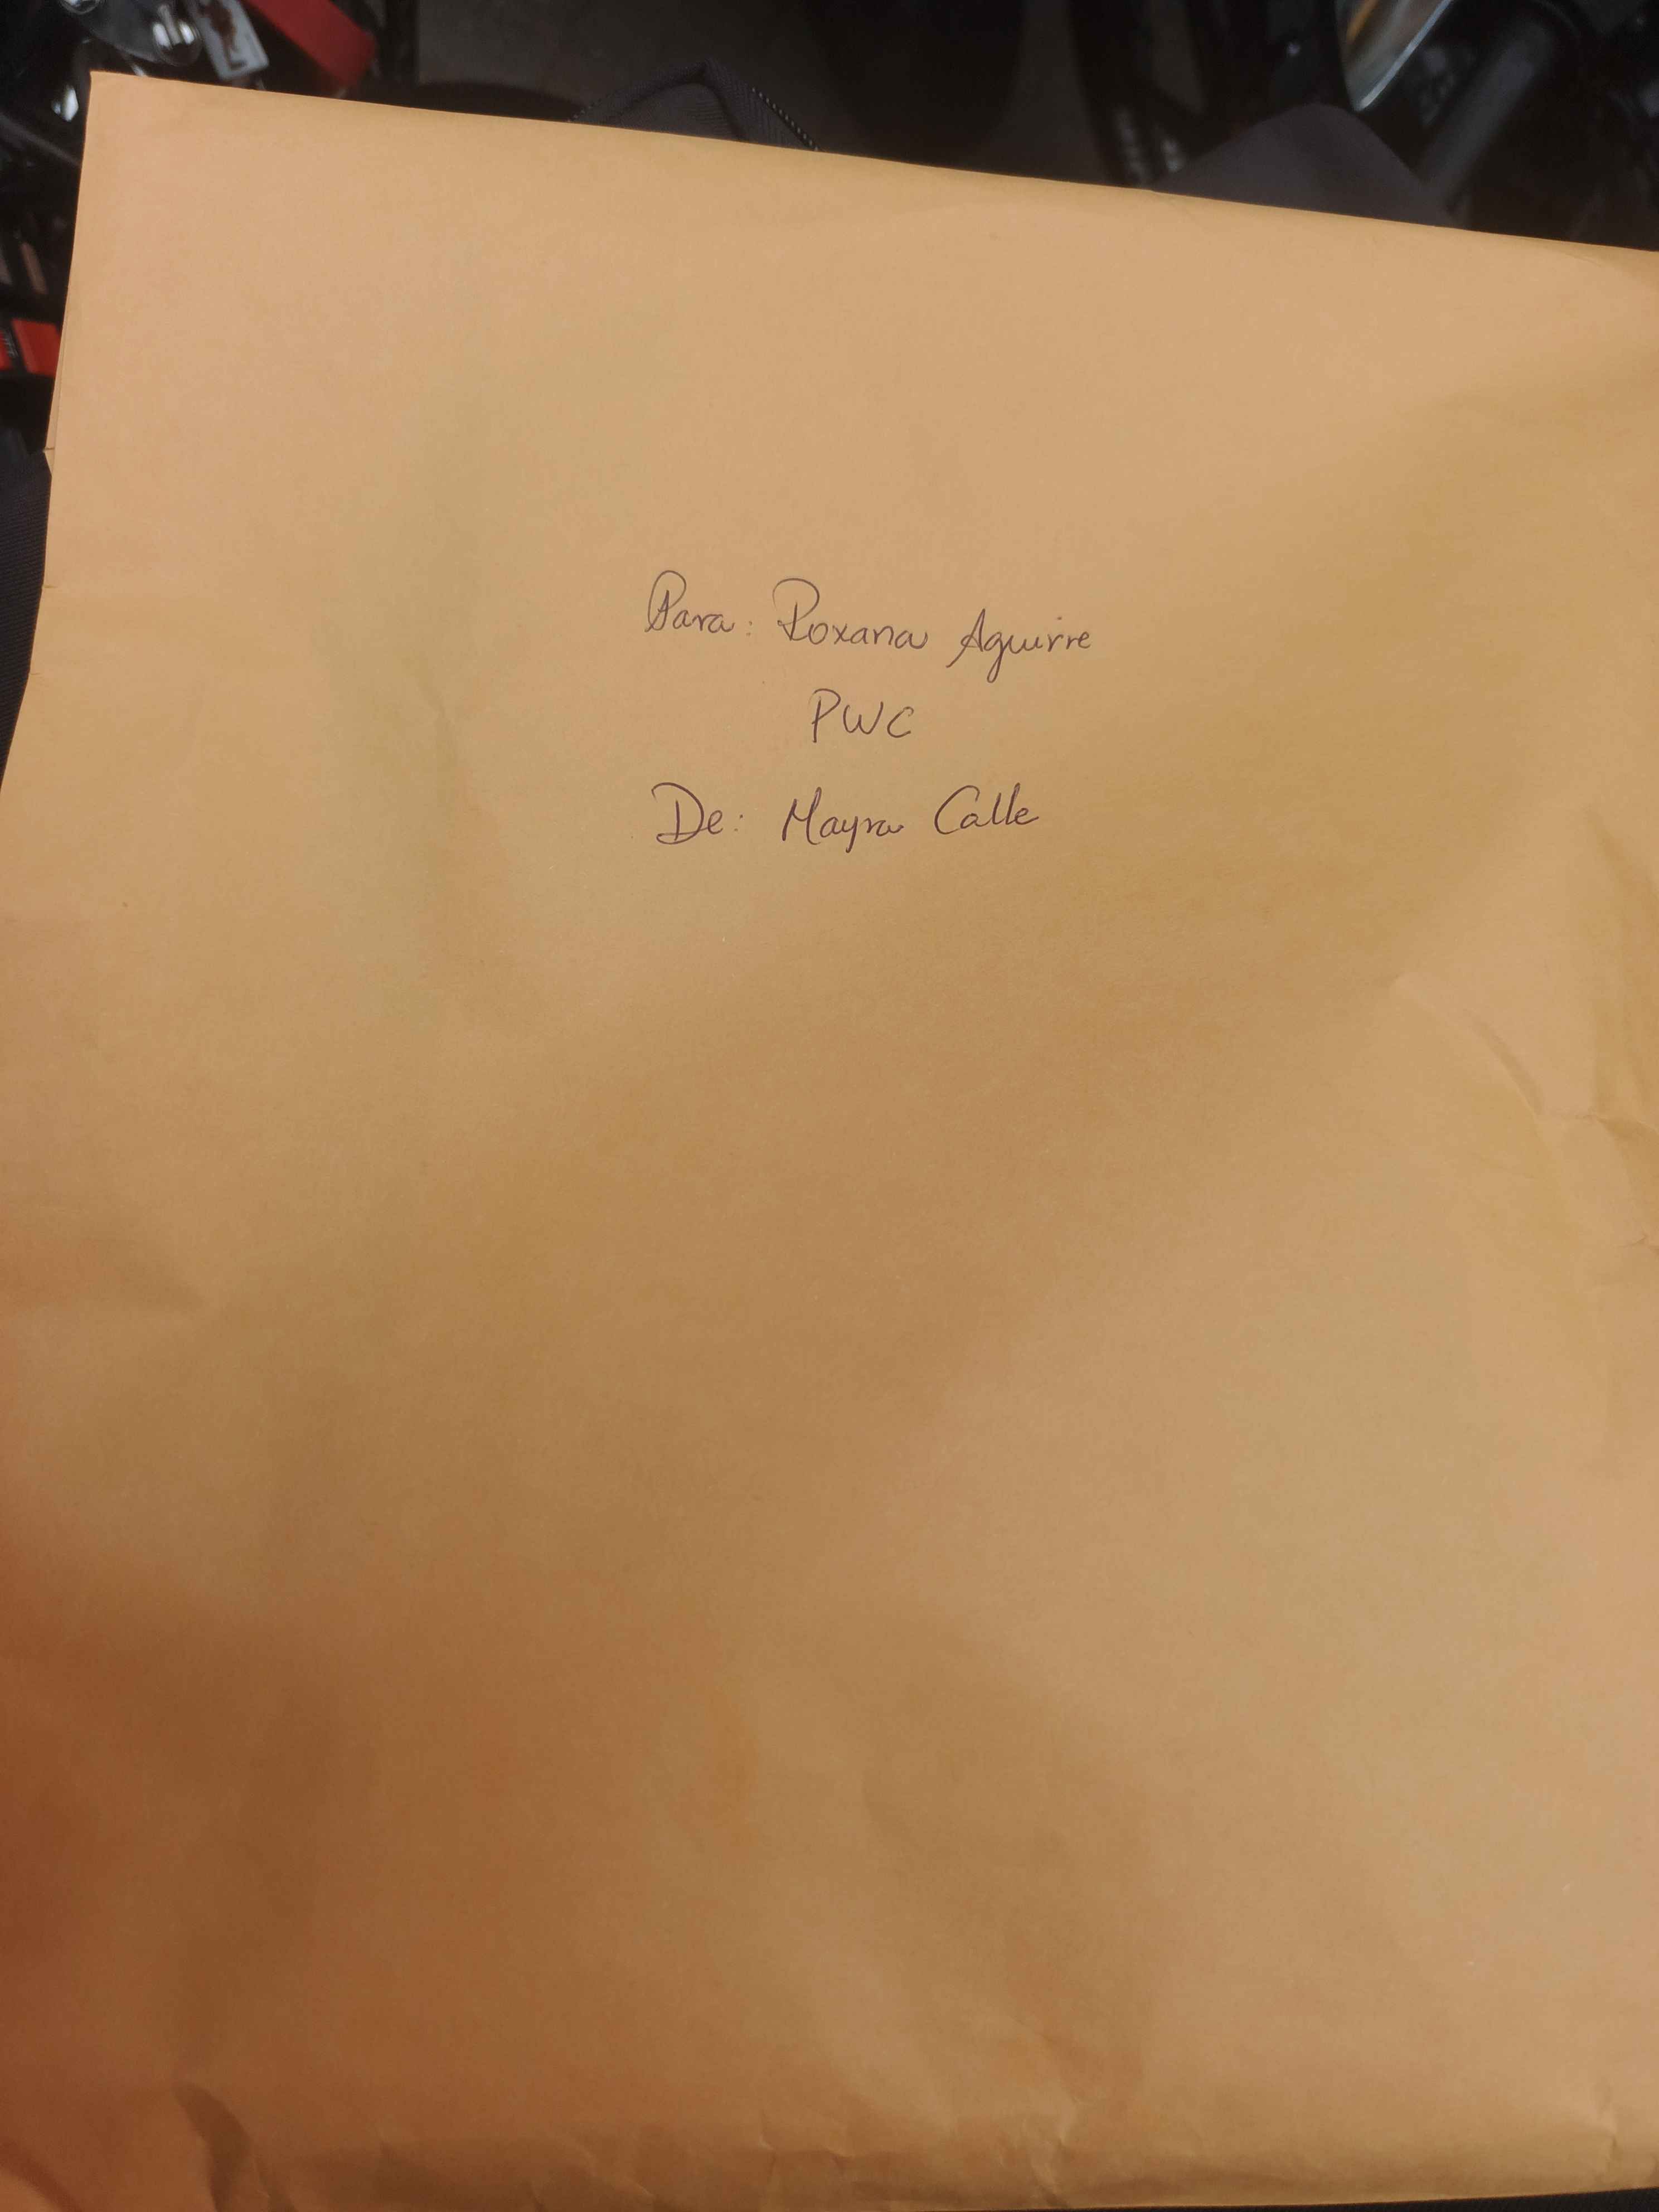 Para: Roxana Aguirre
PWC
De: Mayra Calle